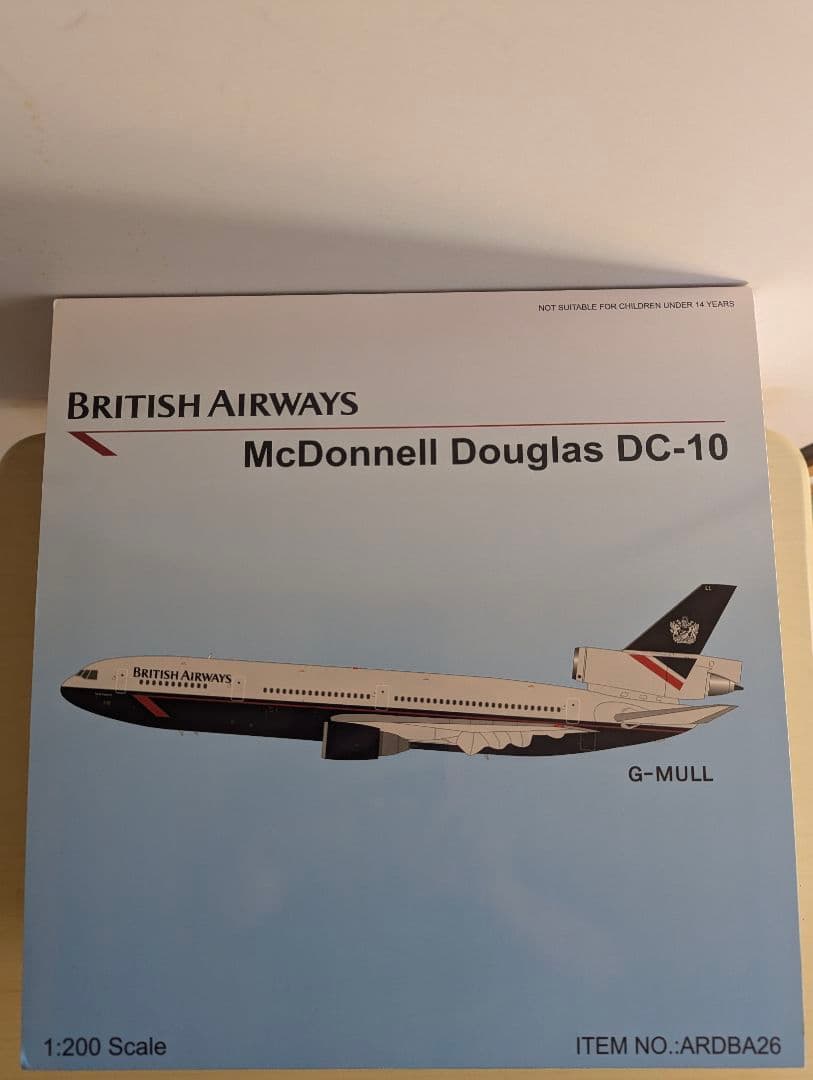 NOT SUITABLE FOR CHILDREN UNDER 14 YEARS
BRITISH AIRWAYS
McDonnell Douglas DC-10
LL
BRITISH AIRWAYS
G-MULL
1:200 Scale
ITEM NO.:ARDBA26